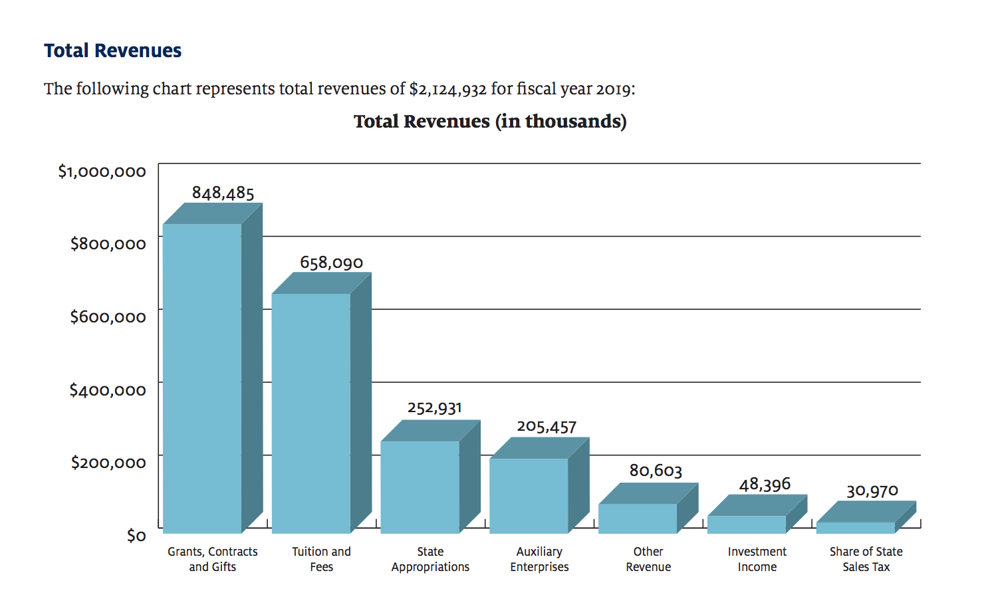 Total Revenues
The following chart represents total revenues of $2,124,932 for fiscal year 2019:
Total Revenues (in thousands)
$1,000,000
848,485
$800,000
658,090
$600,000
$400,000
252,931
205,457
$200,000
80,603
48,396
30,970
$0
Grants, Contracts
and Gifts
Tuition and
Fees
State
Appropriations
Auxiliary
Enterprises
Other
Revenue
Investment
Income
Share of State
Sales Tax